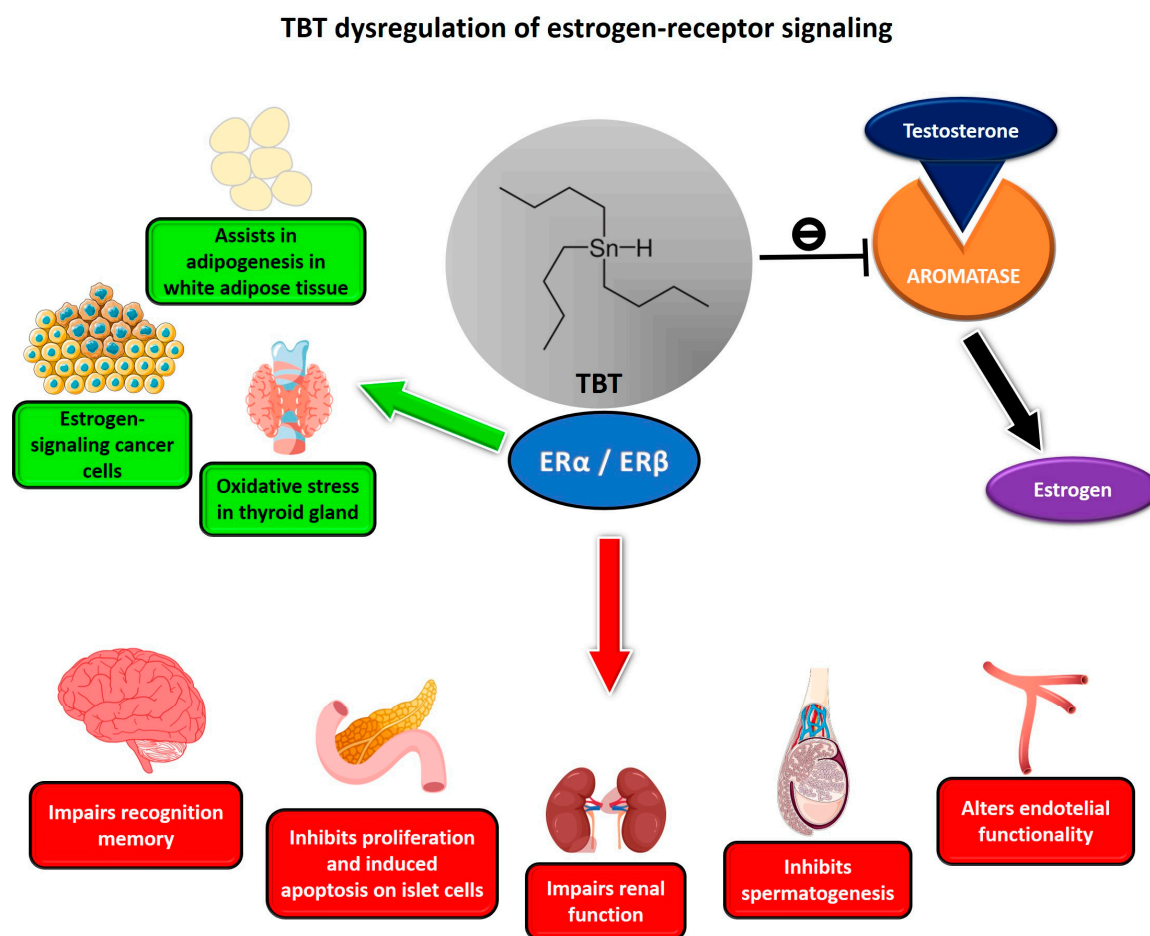 TBT dysregulation of estrogen-receptor signaling
Testosterone
AROMATASE
Estrogen
Sn-H
TBT
ERα / ERβ
Assists in
adipogenesis in
white adipose tissue
Estrogen-
signaling cancer
cells
Oxidative stress
in thyroid gland
Impairs recognition
memory
Inhibits proliferation
and induced
apoptosis on islet cells
Impairs renal
function
Inhibits
spermatogenesis
Alters endotelial
functionality